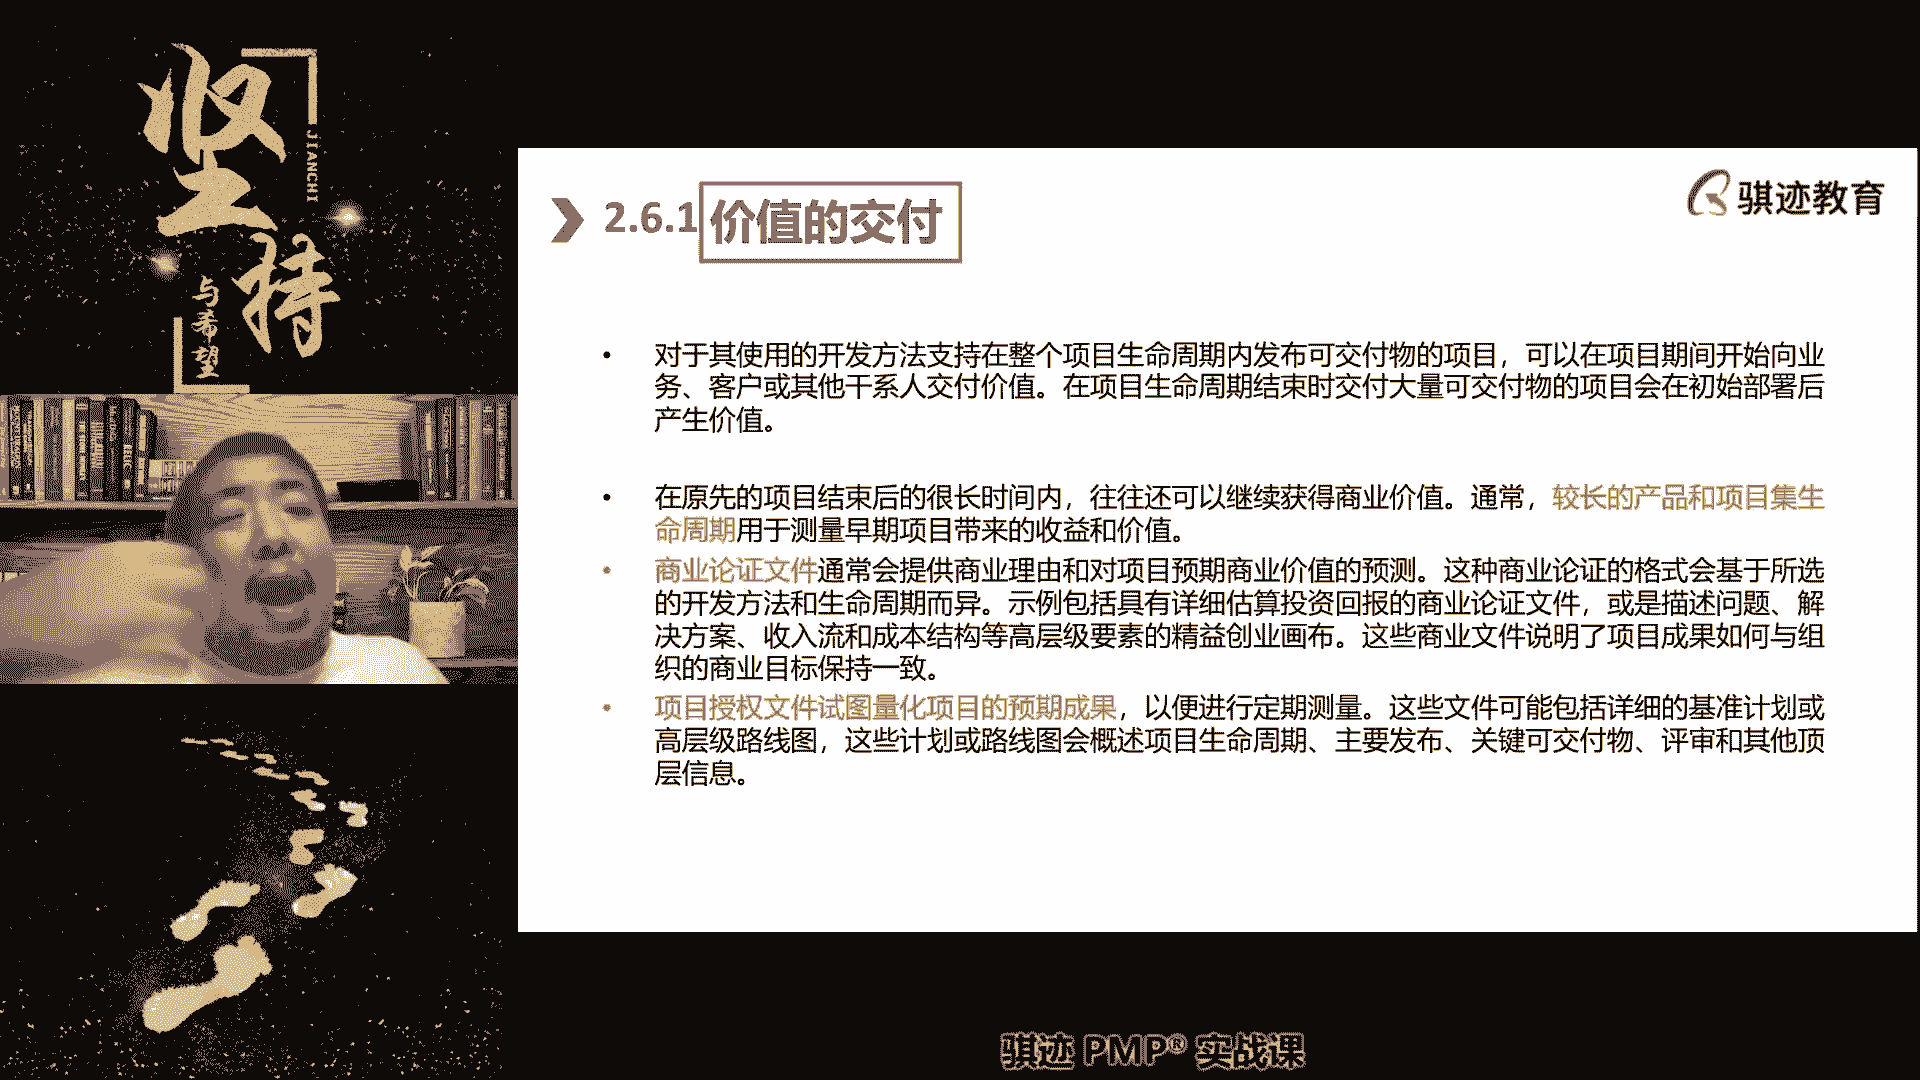 坚持
JIANCHI
与希望
2.6.1价值的交付
骐迹教育
• 对于其使用的开发方法支持在整个项目生命周期内发布可交付物的项目，可以在项目期间开始向业
务、客户或其他干系人交付价值。在项目生命周期结束时交付大量可交付物的项目会在初始部署后
产生价值。
• 在原先的项目结束后的很长时间内，往往还可以继续获得商业价值。通常，较长的产品和项目集生
命周期用于测量早期项目带来的收益和价值。
• 商业论证文件通常会提供商业理由和对项目预期商业价值的预测。这种商业论证的格式会基于所选
的开发方法和生命周期而异。示例包括具有详细估算投资回报的商业论证文件，或是描述问题、解
决方案、收入流和成本结构等高层级要素的精益创业画布。这些商业文件说明了项目成果如何与组
织的商业目标保持一致。
• 项目授权文件试图量化项目的预期成果，以便进行定期测量。这些文件可能包括详细的基准计划或
高层级路线图，这些计划或路线图会概述项目生命周期、主要发布、关键可交付物、评审和其他顶
层信息。
骐迹 PMP® 实战课